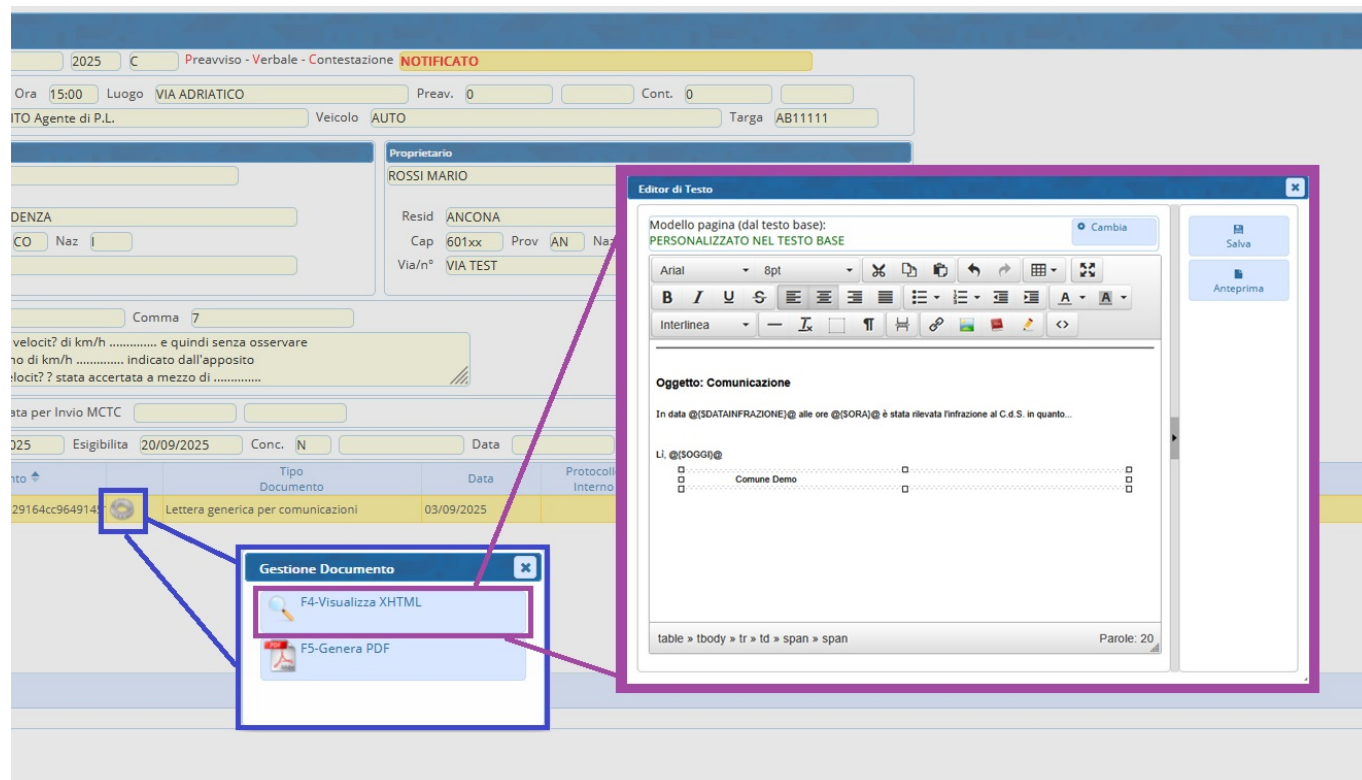 2025 C Preavviso - Verbale - Contestazione NOTIFICATO
Ora 15:00 Luogo VIA ADRIATICO Preav. 0 Cont. 0
ITO Agente di P.L. Veicolo AUTO Targa AB11111
Proprietario
ROSSI MARIO
DENZA Resid ANCONA
CO Naz I Cap 601xx Prov AN Naz
Via/n° VIA TEST
Comma 7
velocit? di km/h ............. e quindi senza osservare
no di km/h ............. indicato dall'apposito
elocit? ? stata accertata a mezzo di .............
ata per Invio MCTC
025 Esigibilita 20/09/2025 Conc. N Data
nto Tipo Documento Data Protocollo Interno
29164cc9649145 Lettera generica per comunicazioni 03/09/2025
Gestione Documento
F4-Visualizza XHTML
F5-Genera PDF
Editor di Testo
Modello pagina (dal testo base):
PERSONALIZZATO NEL TESTO BASE
Cambia
Salva
Anteprima
Arial 8pt
Interlinea
Oggetto: Comunicazione
In data @{$DATAINFRAZIONE}@ alle ore @{$ORA}@ è stata rilevata l'infrazione al C.d.S. in quanto...
Lì, @{$OGGI}@
Comune Demo
table » tbody » tr » td » span » span Parole: 20